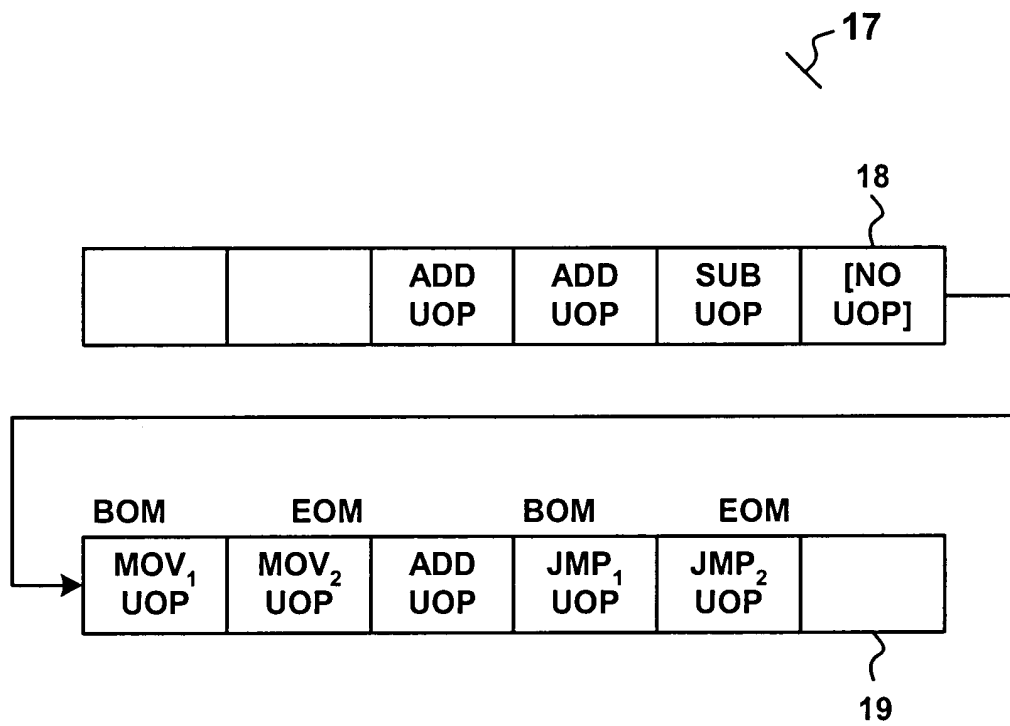 17
18
ADD UOP ADD UOP SUB UOP [NO UOP]
BOM EOM BOM EOM
MOV₁ UOP MOV₂ UOP ADD UOP JMP₁ UOP JMP₂ UOP
19